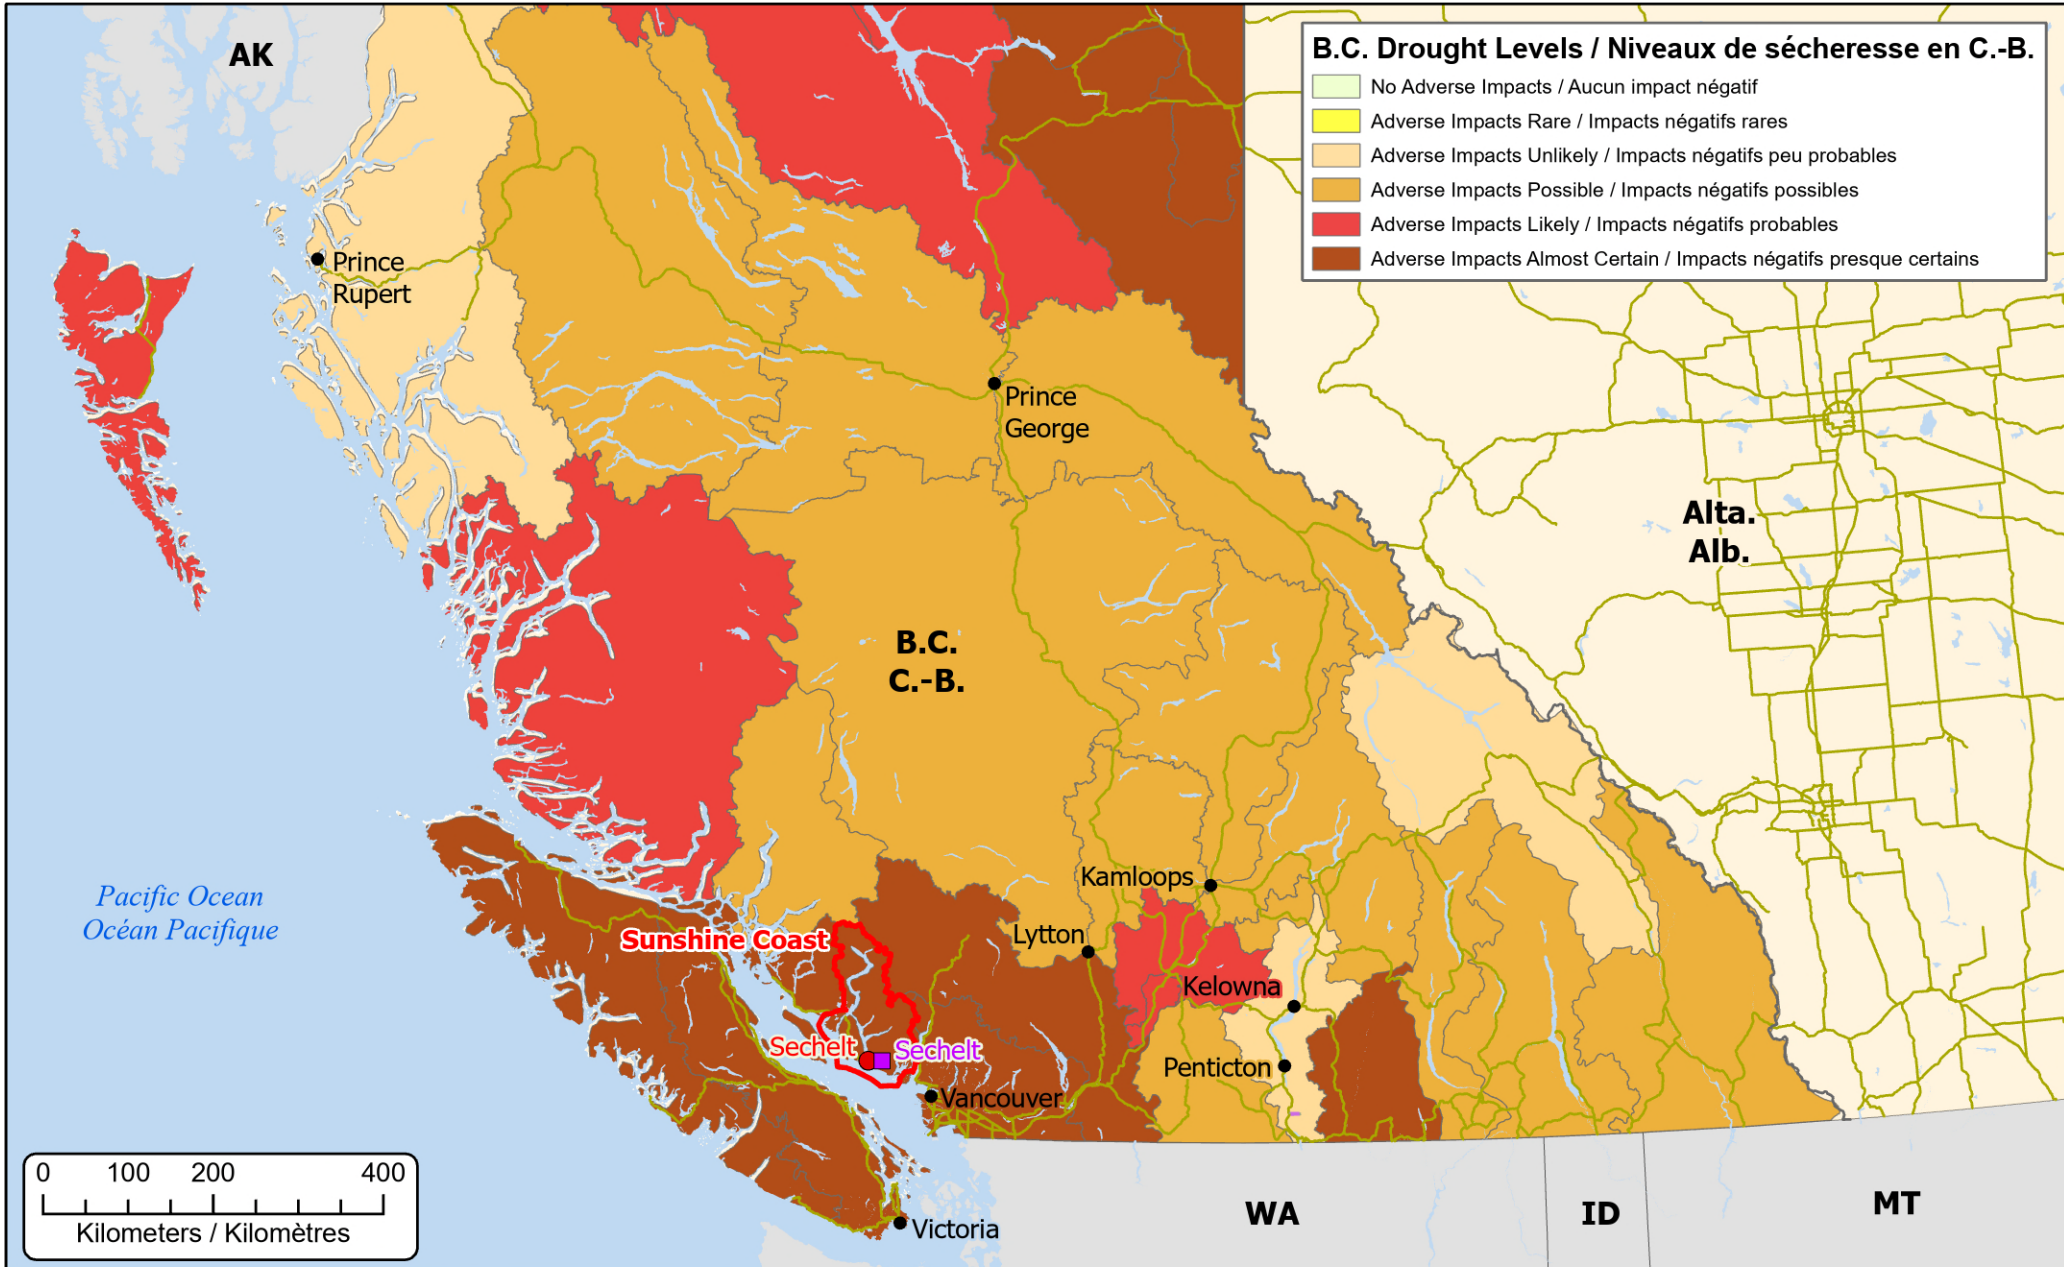 AK
B.C. Drought Levels / Niveaux de sécheresse en C.-B.
No Adverse Impacts / Aucun impact négatif
Adverse Impacts Rare / Impacts négatifs rares
Adverse Impacts Unlikely / Impacts négatifs peu probables
Adverse Impacts Possible / Impacts négatifs possibles
Adverse Impacts Likely / Impacts négatifs probables
Adverse Impacts Almost Certain / Impacts négatifs presque certains
Prince
Rupert
Prince
George
Alta.
Alb.
B.C.
C.-B.
Kamloops
Pacific Ocean
Océan Pacifique
Sunshine Coast
Lytton
Kelowna
Sechelt
Sechelt
Penticton
Vancouver
0 100 200 400
Kilometers / Kilomètres
Victoria
WA
ID
MT